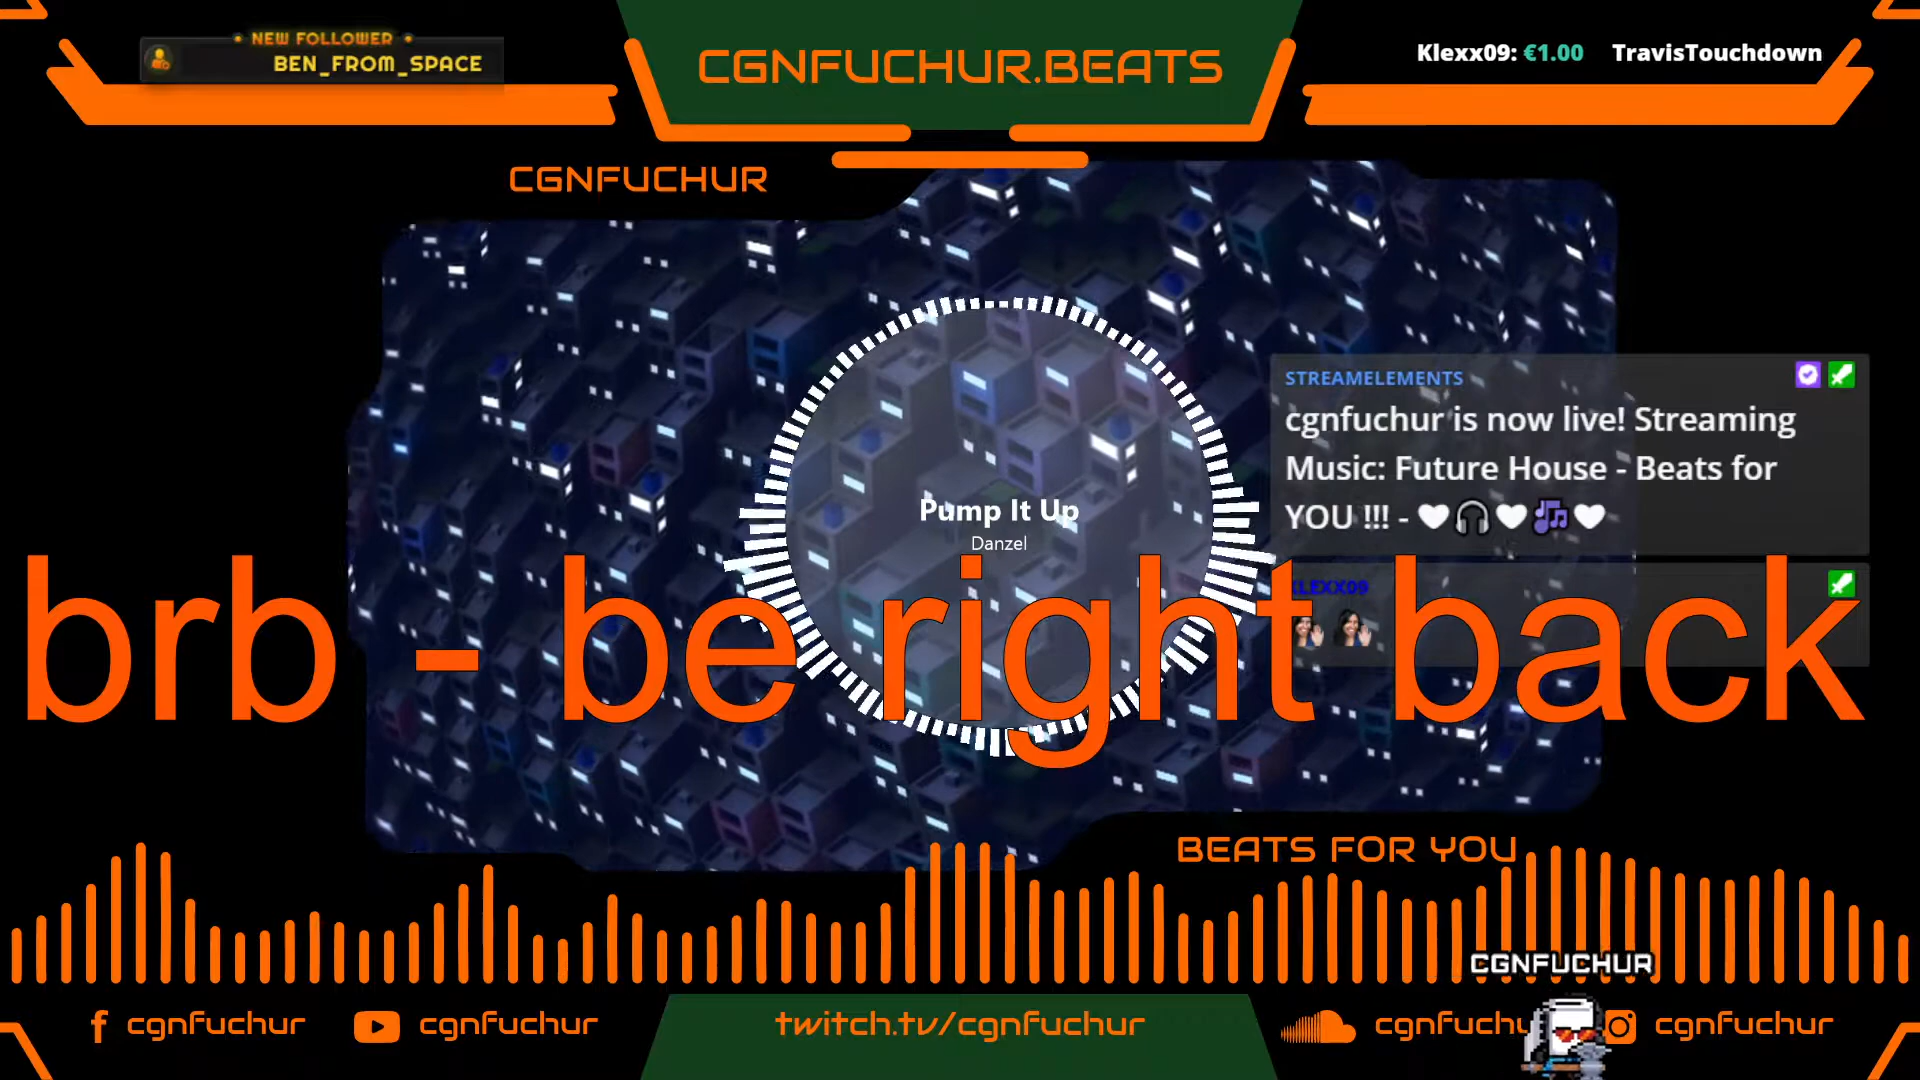 NEW FOLLOWER
BEN_FROM_SPACE
CGNFUCHUR.BEATS
Klexx09: €1.00 TravisTouchdown
CGNFUCHUR
STREAMELEMENTS
cgnfuchur is now live! Streaming
Music: Future House - Beats for
YOU !!! - 🤍🎧🤍🎶🤍
Pump It Up
Danzel
KLEXX09
brb - be right back
BEATS FOR YOU
CGNFUCHUR
cgnfuchur
cgnfuchur
twitch.tv/cgnfuchur
cgnfuchu
cgnfuchur